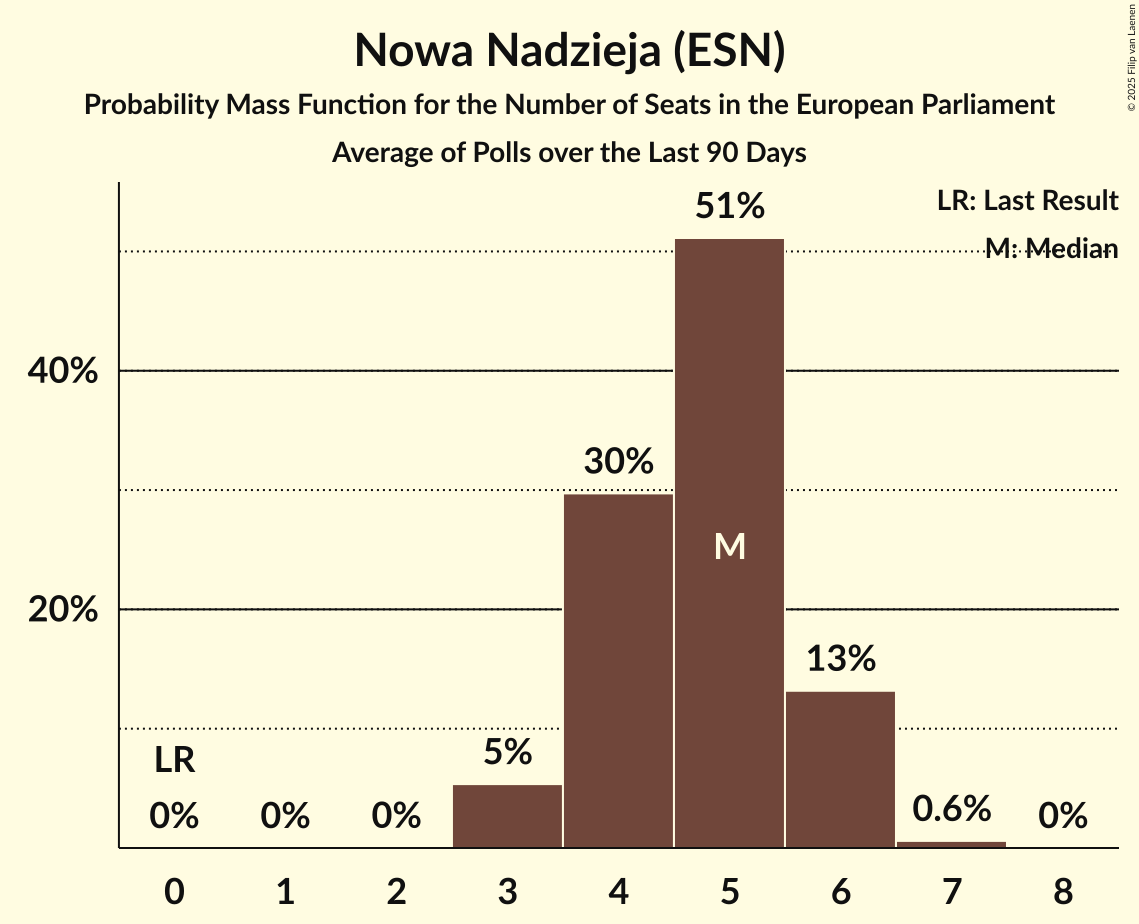 Nowa Nadzieja (ESN)
Probability Mass Function for the Number of Seats in the European Parliament
Average of Polls over the Last 90 Days
© 2025 Filip van Laenen
LR: Last Result
M: Median
51%
40%
30%
M
20%
13%
5%
LR
0%
0%
0%
0.6%
0%
0 1 2 3 4 5 6 7 8